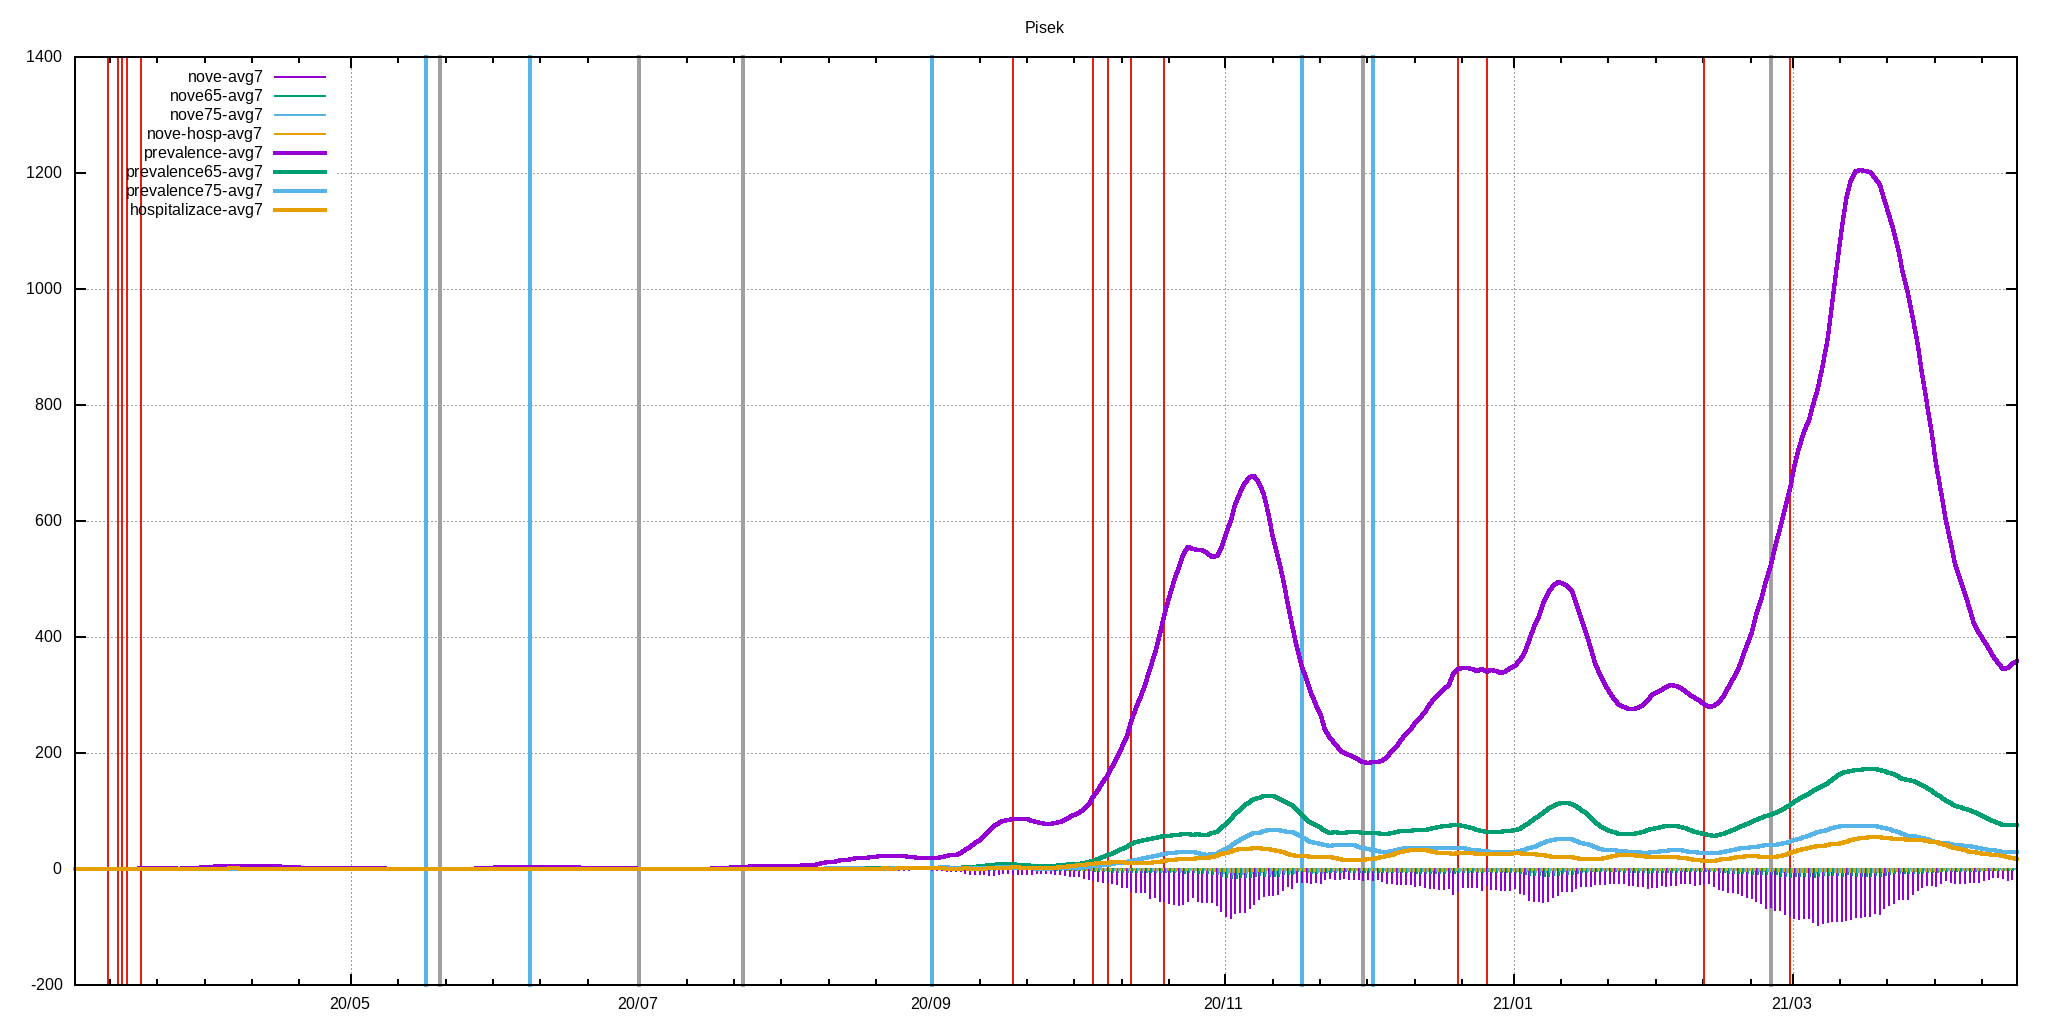 Pisek
1400
1200
1000
800
600
400
200
0
-200
nove-avg7
nove65-avg7
nove75-avg7
nove-hosp-avg7
prevalence-avg7
prevalence65-avg7
prevalence75-avg7
hospitalizace-avg7
20/05
20/07
20/09
20/11
21/01
21/03